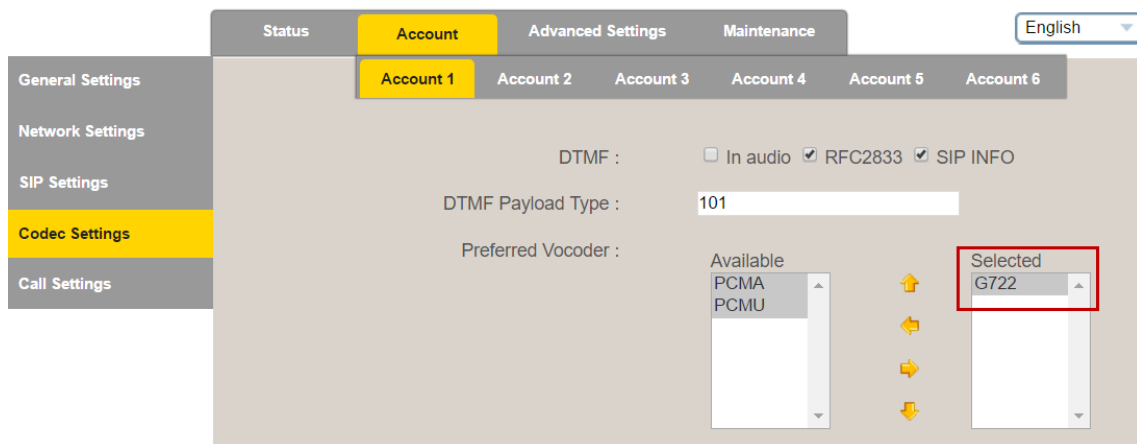 Status Account Advanced Settings Maintenance English
Account 1 Account 2 Account 3 Account 4 Account 5 Account 6
General Settings
Network Settings
SIP Settings
Codec Settings
Call Settings
DTMF : In audio RFC2833 SIP INFO
DTMF Payload Type : 101
Preferred Vocoder :
Available Selected
PCMA G722
PCMU